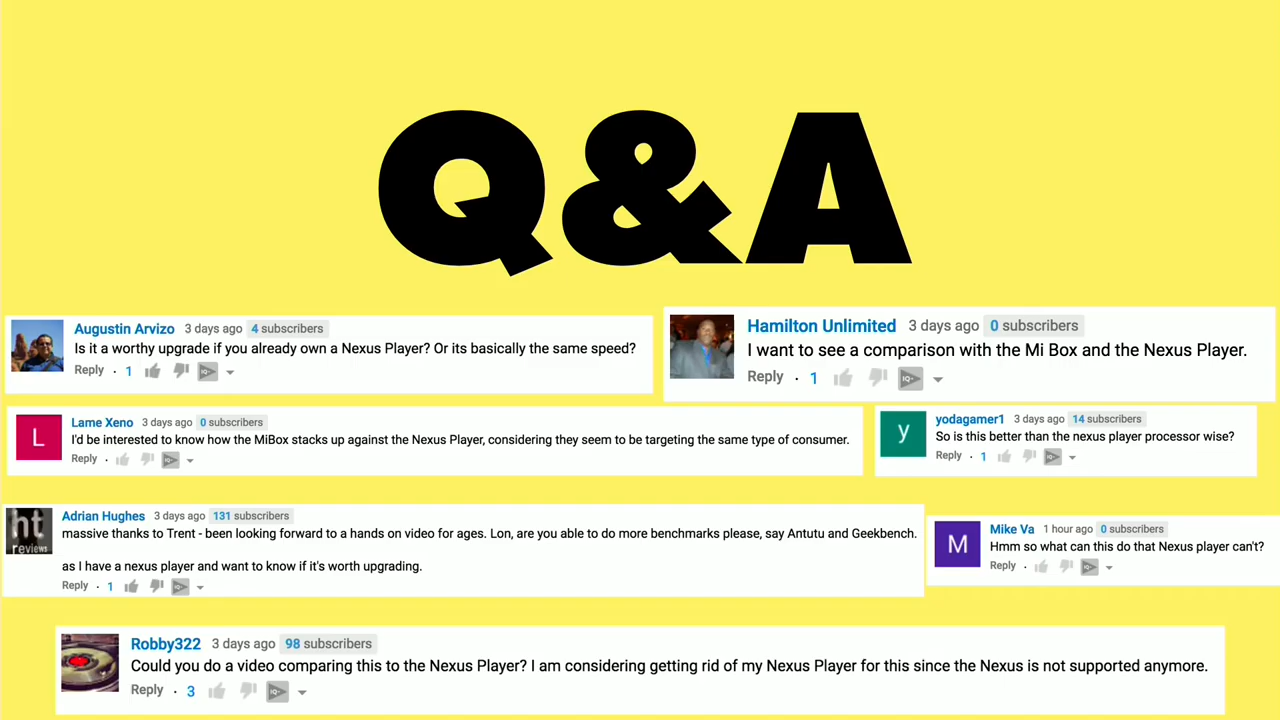 Q&A
Augustin Arvizo 3 days ago 4 subscribers
Is it a worthy upgrade if you already own a Nexus Player? Or its basically the same speed?
Reply · 1 IQ
Hamilton Unlimited 3 days ago 0 subscribers
I want to see a comparison with the Mi Box and the Nexus Player.
Reply · 1 IQ
L
Lame Xeno 3 days ago 0 subscribers
I'd be interested to know how the MiBox stacks up against the Nexus Player, considering they seem to be targeting the same type of consumer.
Reply · IQ
y
yodagamer1 3 days ago 14 subscribers
So is this better than the nexus player processor wise?
Reply · 1 IQ
ht
reviews
Adrian Hughes 3 days ago 131 subscribers
massive thanks to Trent - been looking forward to a hands on video for ages. Lon, are you able to do more benchmarks please, say Antutu and Geekbench.
as I have a nexus player and want to know if it's worth upgrading.
Reply · 1 IQ
M
Mike Va 1 hour ago 0 subscribers
Hmm so what can this do that Nexus player can't?
Reply · IQ
Robby322 3 days ago 98 subscribers
Could you do a video comparing this to the Nexus Player? I am considering getting rid of my Nexus Player for this since the Nexus is not supported anymore.
Reply · 3 IQ